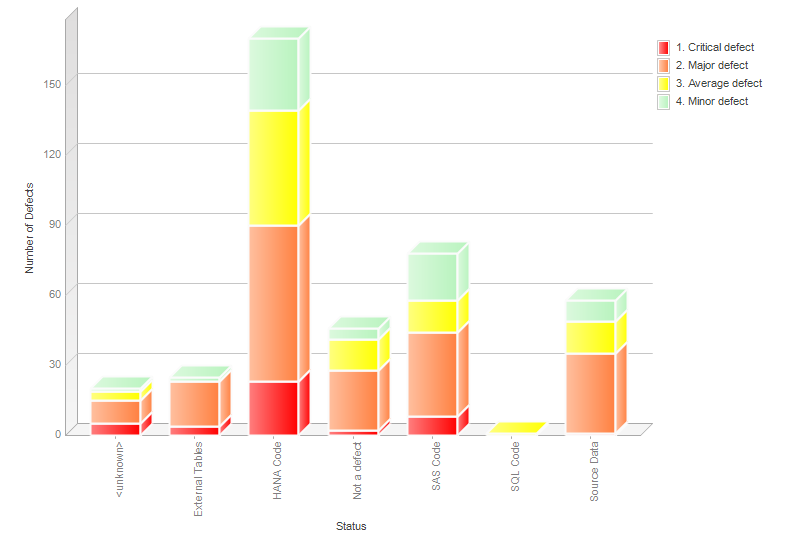 1. Critical defect
2. Major defect
3. Average defect
4. Minor defect
Number of Defects
150
120
90
60
30
0
<unknown>
External Tables
HANA Code
Not a defect
SAS Code
SQL Code
Source Data
Status